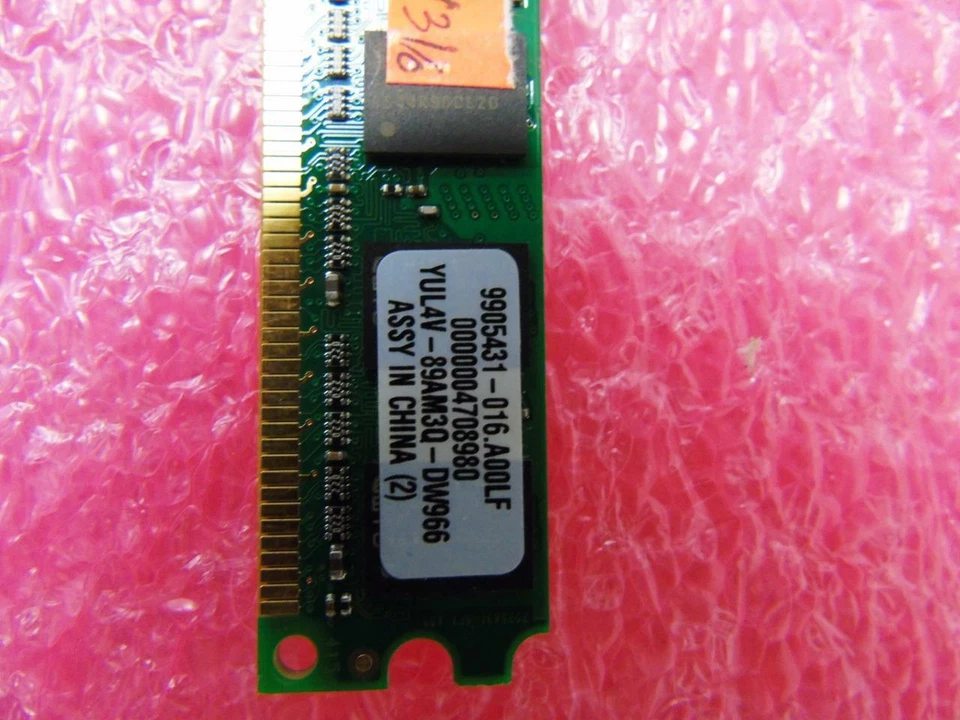 9905431-016.A00LF
0000004708980
YUL4V-89AM3Q-DW966
ASSY IN CHINA (2)